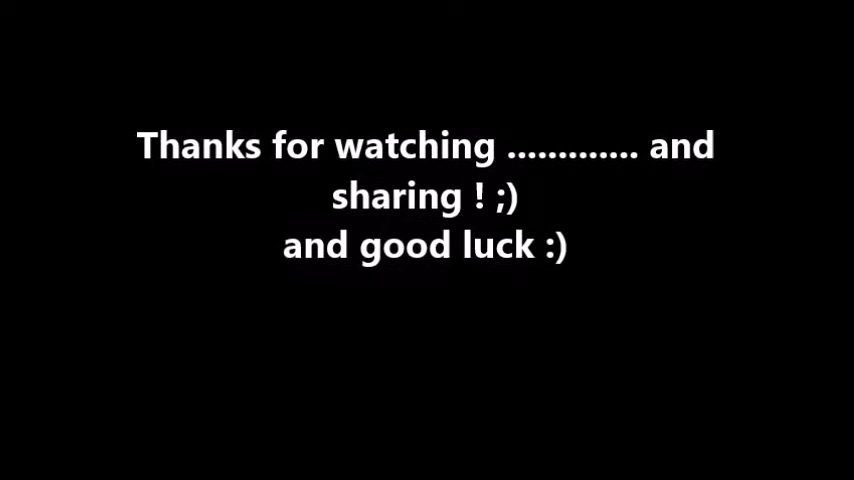 Thanks for watching ............. and
sharing ! ;)
and good luck :)